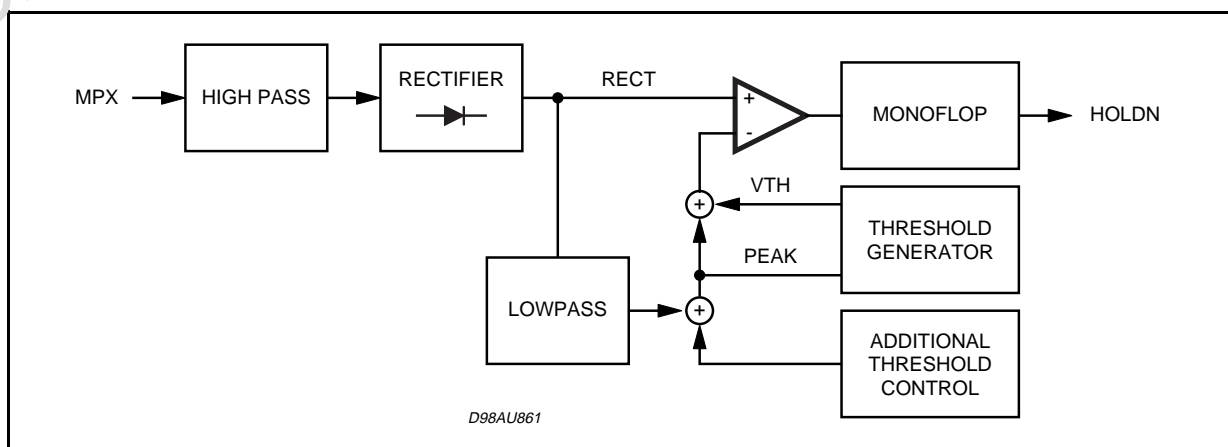 MPX
HIGH PASS
RECTIFIER
RECT
+
-
MONOFLOP
HOLDN
VTH
+
THRESHOLD
GENERATOR
PEAK
LOWPASS
+
ADDITIONAL
THRESHOLD
CONTROL
D98AU861